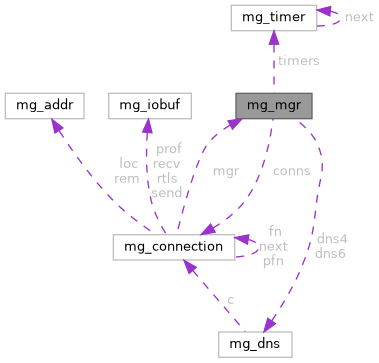 mg_timer
next
timers
mg_addr
mg_iobuf
mg_mgr
loc
rem
prof
recv
rtls
send
mgr
conns
fn
next
pfn
dns4
dns6
mg_connection
c
mg_dns